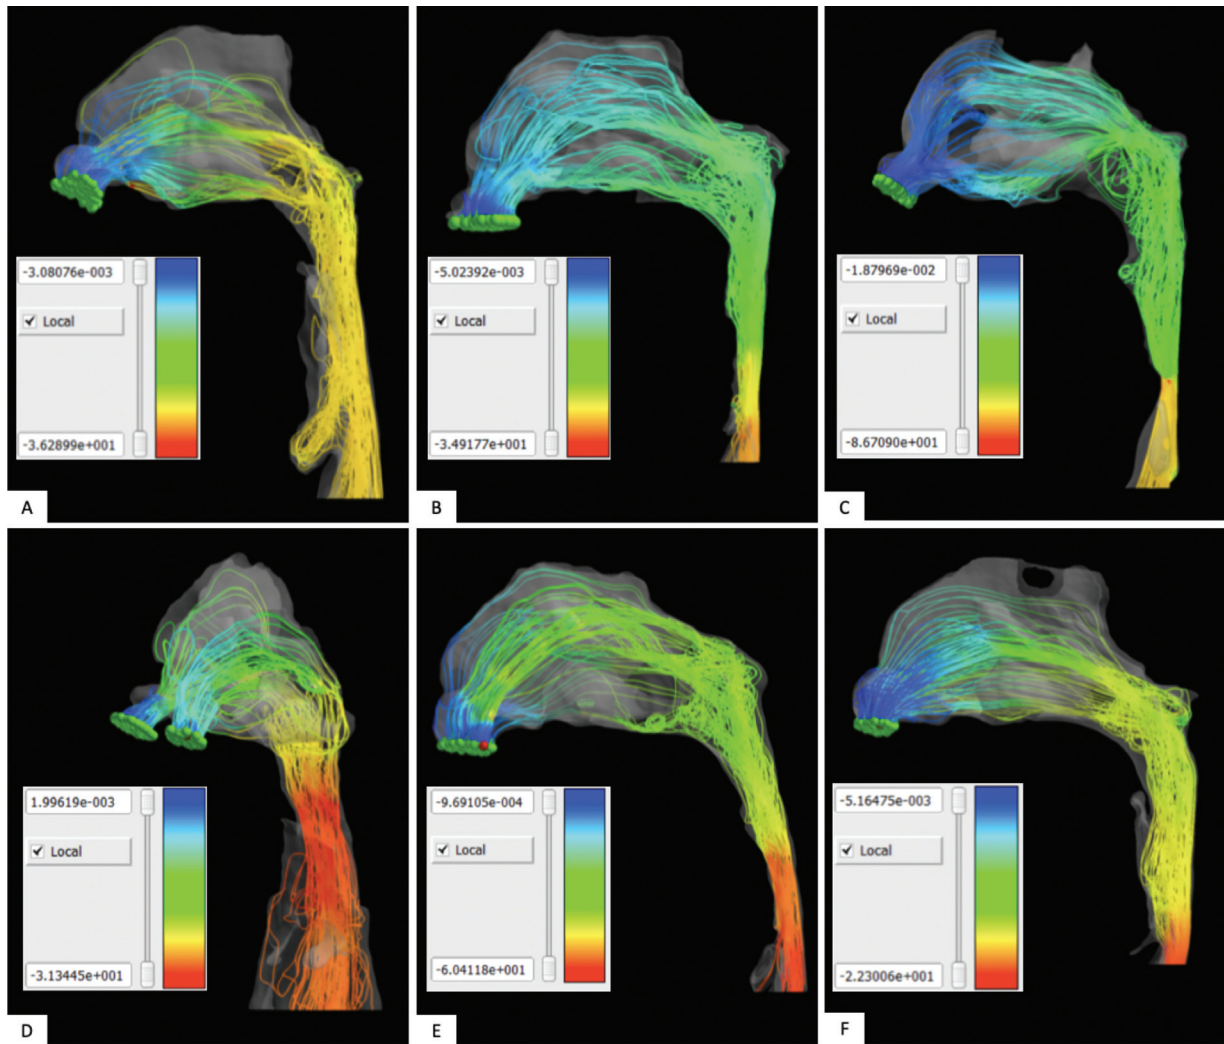 -3.08076e-003
Local
-3.62899e+001
A
-5.02392e-003
Local
-3.49177e+001
B
-1.87969e-002
Local
-8.67090e+001
C
1.99619e-003
Local
-3.13445e+001
D
-9.69105e-004
Local
-6.04118e+001
E
-5.16475e-003
Local
-2.23006e+001
F